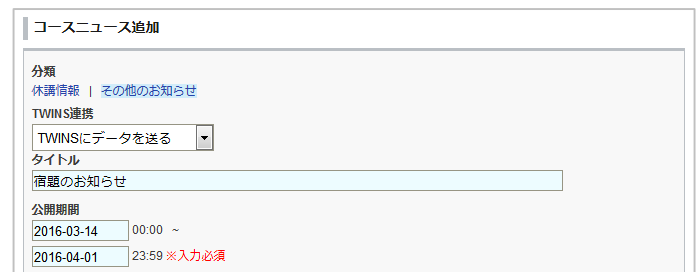 コースニュース追加
分類
休講情報 | その他のお知らせ
TWINS連携
TWINSにデータを送る
タイトル
宿題のお知らせ
公開期間
2016-03-14 00:00 ~
2016-04-01 23:59 ※入力必須